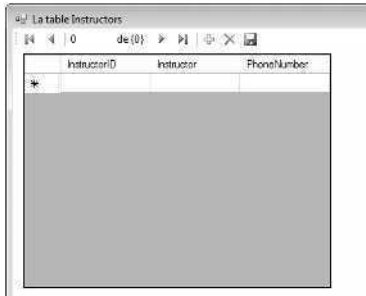 La table Instructors
0 de {0}
InstructorID Instructor PhoneNumber